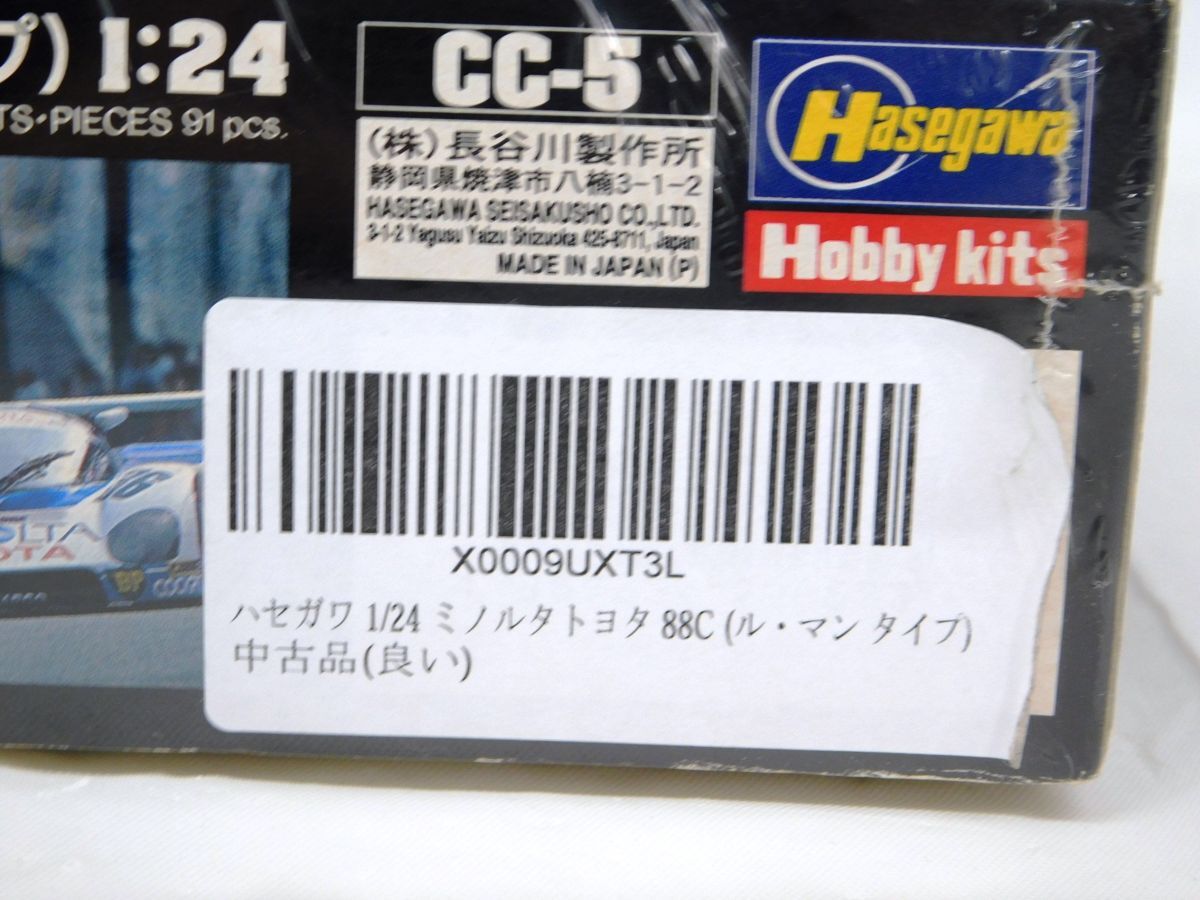 プ) 1:24
TS・PIECES 91 pcs.
CC-5
(株)長谷川製作所
静岡県焼津市八楠3-1-2
HASEGAWA SEISAKUSHO CO.,LTD.
3-1-2 Yagusu Yaizu Shizuoka 425-8711, Japan
MADE IN JAPAN (P)
Hasegawa
Hobby kits
LTA
OTA
BP
X0009UXT3L
ハセガワ 1/24 ミノルタトヨタ 88C (ル・マン タイプ)
中古品(良い)